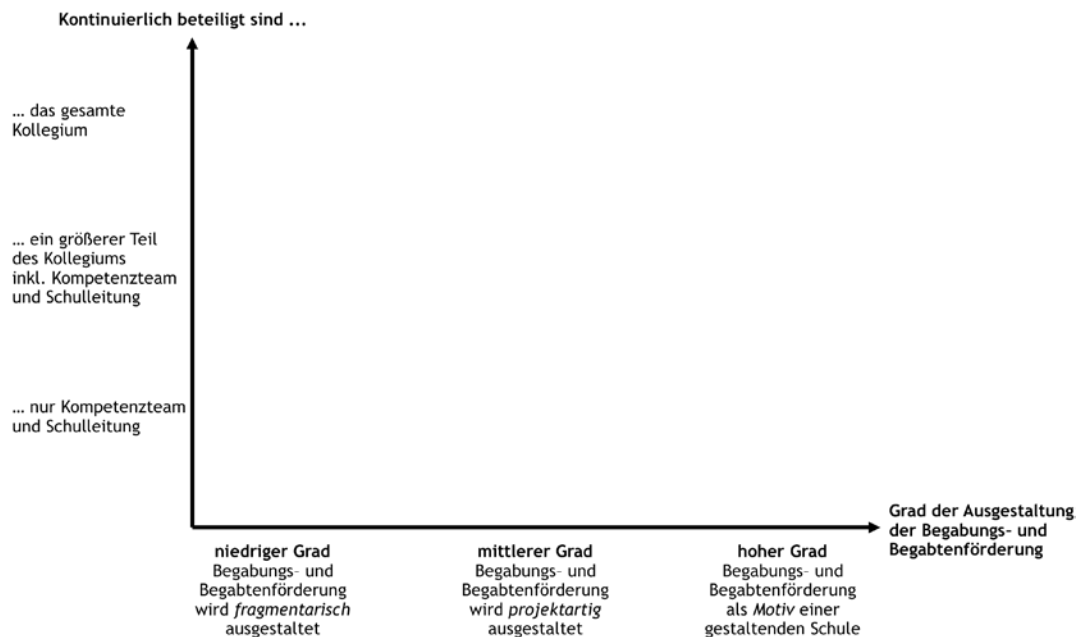 Kontinuierlich beteiligt sind ...
... das gesamte
Kollegium
... ein größerer Teil
des Kollegiums
inkl. Kompetenzteam
und Schulleitung
... nur Kompetenzteam
und Schulleitung
Grad der Ausgestaltung
der Begabungs- und
Begabtenförderung
niedriger Grad
Begabungs- und
Begabtenförderung
wird fragmentarisch
ausgestaltet
mittlerer Grad
Begabungs- und
Begabtenförderung
wird projektartig
ausgestaltet
hoher Grad
Begabungs- und
Begabtenförderung
als Motiv einer
gestaltenden Schule